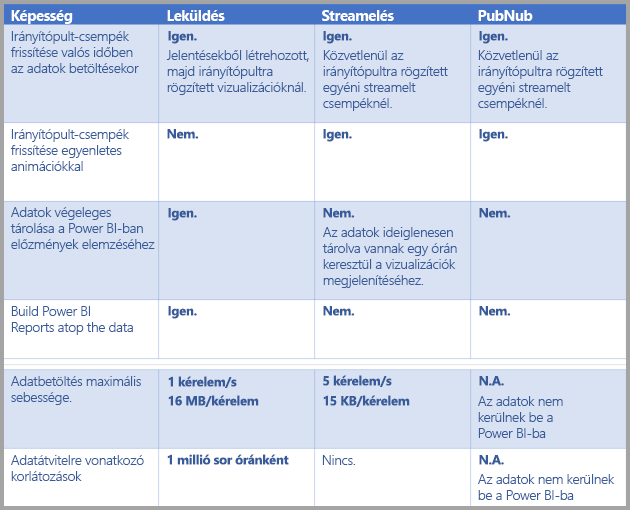 Képesség Leküldés Streamelés PubNub
Irányítópult-csempék
frissítése valós időben
az adatok betöltésekor
Igen.
Jelentésekből létrehozott,
majd irányítópultra
rögzített vizualizációknál.
Igen.
Közvetlenül az
irányítópultra rögzített
egyéni streamelt
csempéknél.
Igen.
Közvetlenül az
irányítópultra rögzített
egyéni streamelt
csempéknél.
Irányítópult-csempék
frissítése egyenletes
animációkkal
Nem.
Igen.
Igen.
Adatok végeleges
tárolása a Power BI-ban
előzmények elemzéséhez
Igen.
Nem.
Az adatok ideiglenesen
tárolva vannak egy órán
keresztül a vizualizációk
megjelenítéséhez.
Nem.
Build Power BI
Reports atop the data
Igen.
Nem.
Nem.
Adatbetöltés maximális
sebessége.
1 kérelem/s
16 MB/kérelem
5 kérelem/s
15 KB/kérelem
N.A.
Az adatok nem
kerülnek be a
Power BI-ba
Adatátvitelre vonatkozó
korlátozások
1 millió sor óránként
Nincs.
N.A.
Az adatok nem kerülnek
be a Power BI-ba